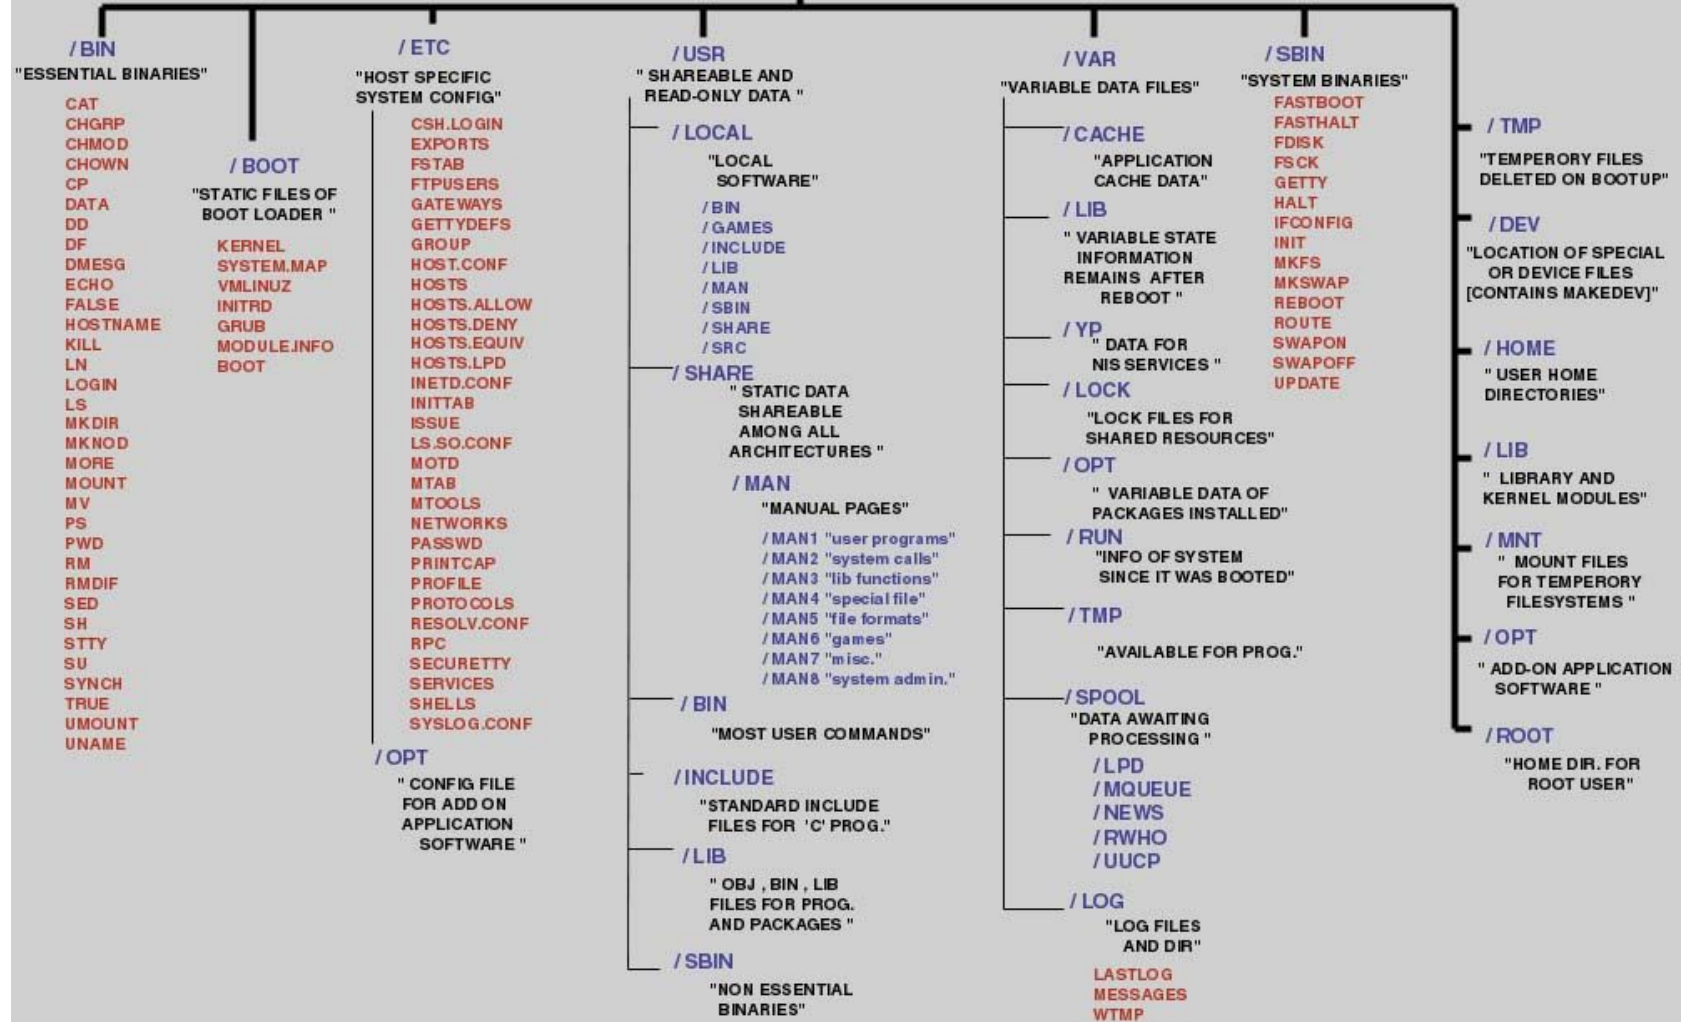 / BIN
"ESSENTIAL BINARIES"
CAT
CHGRP
CHMOD
CHOWN
CP
DATA
DD
DF
DMESG
ECHO
FALSE
HOSTNAME
KILL
LN
LOGIN
LS
MKDIR
MKNOD
MORE
MOUNT
MV
PS
PWD
RM
RMDIF
SED
SH
STTY
SU
SYNCH
TRUE
UMOUNT
UNAME
/ BOOT
"STATIC FILES OF
BOOT LOADER "
KERNEL
SYSTEM.MAP
VMLINUZ
INITRD
GRUB
MODULE.INFO
BOOT
/ ETC
"HOST SPECIFIC
SYSTEM CONFIG"
CSH.LOGIN
EXPORTS
FSTAB
FTPUSERS
GATEWAYS
GETTYDEFS
GROUP
HOST.CONF
HOSTS
HOSTS.ALLOW
HOSTS.DENY
HOSTS.EQUIV
HOSTS.LPD
INETD.CONF
INITTAB
ISSUE
LS.SO.CONF
MOTD
MTAB
MTOOLS
NETWORKS
PASSWD
PRINTCAP
PROFILE
PROTOCOLS
RESOLV.CONF
RPC
SECURETTY
SERVICES
SHELLS
SYSLOG.CONF
/ OPT
" CONFIG FILE
FOR ADD ON
APPLICATION
SOFTWARE "
/ USR
" SHAREABLE AND
READ-ONLY DATA "
/ LOCAL
"LOCAL
SOFTWARE"
/ BIN
/ GAMES
/ INCLUDE
/ LIB
/ MAN
/ SBIN
/ SHARE
/ SRC
/ SHARE
" STATIC DATA
SHAREABLE
AMONG ALL
ARCHITECTURES "
/ MAN
"MANUAL PAGES"
/ MAN1 "user programs"
/ MAN2 "system calls"
/ MAN3 "lib functions"
/ MAN4 "special file"
/ MAN5 "file formats"
/ MAN6 "games"
/ MAN7 "misc."
/ MAN8 "system admin."
/ BIN
"MOST USER COMMANDS"
/ INCLUDE
"STANDARD INCLUDE
FILES FOR 'C' PROG."
/ LIB
" OBJ , BIN , LIB
FILES FOR PROG.
AND PACKAGES "
/ SBIN
"NON ESSENTIAL
BINARIES"
/ VAR
"VARIABLE DATA FILES"
/ CACHE
"APPLICATION
CACHE DATA"
/ LIB
" VARIABLE STATE
INFORMATION
REMAINS AFTER
REBOOT "
/ YP
" DATA FOR
NIS SERVICES "
/ LOCK
"LOCK FILES FOR
SHARED RESOURCES"
/ OPT
" VARIABLE DATA OF
PACKAGES INSTALLED"
/ RUN
"INFO OF SYSTEM
SINCE IT WAS BOOTED"
/ TMP
"AVAILABLE FOR PROG."
/ SPOOL
"DATA AWAITING
PROCESSING "
/ LPD
/ MQUEUE
/ NEWS
/ RWHO
/ UUCP
/ LOG
"LOG FILES
AND DIR"
LASTLOG
MESSAGES
WTMP
/ SBIN
"SYSTEM BINARIES"
FASTBOOT
FASTHALT
FDISK
FSCK
GETTY
HALT
IFCONFIG
INIT
MKFS
MKSWAP
REBOOT
ROUTE
SWAPON
SWAPOFF
UPDATE
/ TMP
"TEMPERORY FILES
DELETED ON BOOTUP"
/ DEV
"LOCATION OF SPECIAL
OR DEVICE FILES
[CONTAINS MAKEDEV]"
/ HOME
" USER HOME
DIRECTORIES"
/ LIB
" LIBRARY AND
KERNEL MODULES"
/ MNT
" MOUNT FILES
FOR TEMPERORY
FILESYSTEMS "
/ OPT
" ADD-ON APPLICATION
SOFTWARE "
/ ROOT
"HOME DIR. FOR
ROOT USER"